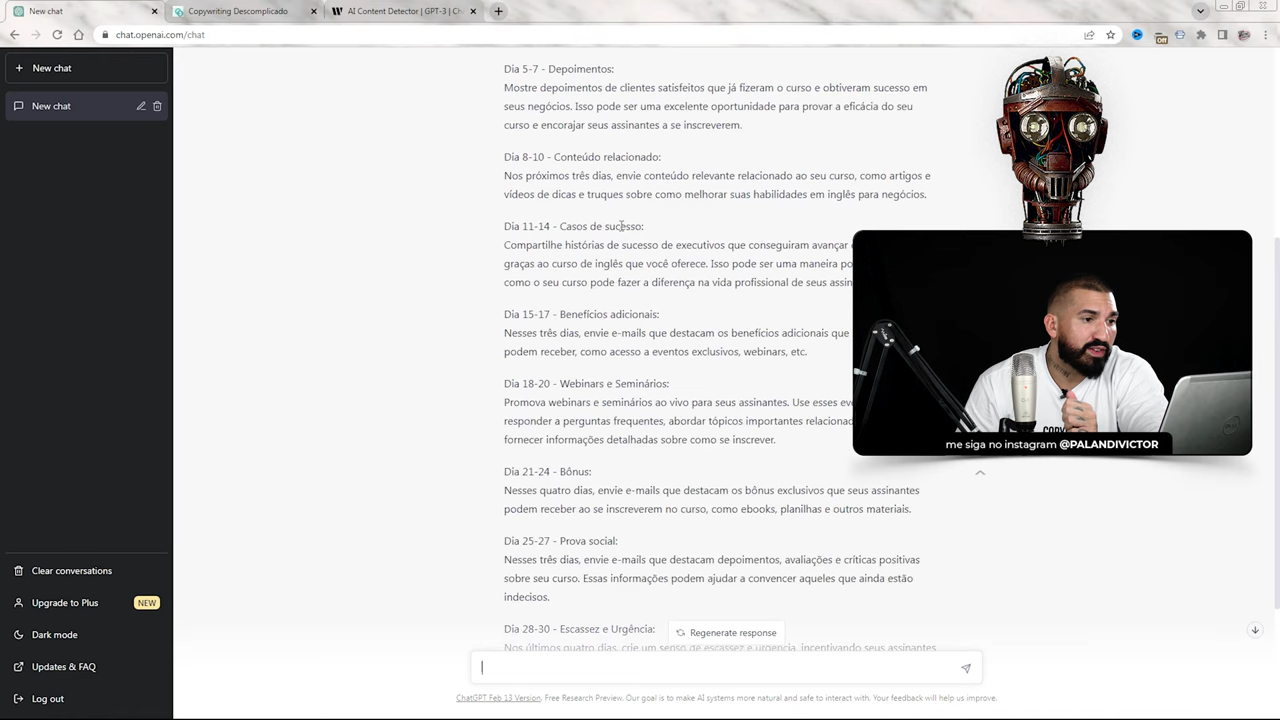 New chat
Copywriting Descomplicado
AI Content Detector | GPT-3 | Ch
chat.openai.com/chat
Off
New chat
New chat
Dia 5-7 - Depoimentos:
Mostre depoimentos de clientes satisfeitos que já fizeram o curso e obtiveram sucesso em
seus negócios. Isso pode ser uma excelente oportunidade para provar a eficácia do seu
curso e encorajar seus assinantes a se inscreverem.
Dia 8-10 - Conteúdo relacionado:
Nos próximos três dias, envie conteúdo relevante relacionado ao seu curso, como artigos e
vídeos de dicas e truques sobre como melhorar suas habilidades em inglês para negócios.
Dia 11-14 - Casos de sucesso:
Compartilhe histórias de sucesso de executivos que conseguiram avançar
graças ao curso de inglês que você oferece. Isso pode ser uma maneira
como o seu curso pode fazer a diferença na vida profissional de seus
Dia 15-17 - Benefícios adicionais:
Nesses três dias, envie e-mails que destacam os benefícios adicionais que
podem receber, como acesso a eventos exclusivos, webinars, etc.
Dia 18-20 - Webinars e Seminários:
Promova webinars e seminários ao vivo para seus assinantes. Use esses
responder a perguntas frequentes, abordar tópicos importantes
fornecer informações detalhadas sobre como se inscrever.
Dia 21-24 - Bônus:
Nesses quatro dias, envie e-mails que destacam os bônus exclusivos que seus assinantes
podem receber ao se inscreverem no curso, como ebooks, planilhas e outros materiais.
Dia 25-27 - Prova social:
Nesses três dias, envie e-mails que destacam depoimentos, avaliações e críticas positivas
sobre seu curso. Essas informações podem ajudar a convencer aqueles que ainda estão
indecisos.
Dia 28-30 - Escassez e Urgência:
Nos últimos quatro dias, crie um senso de escassez e urgência, incentivando seus assinantes
Regenerate response
me siga no instagram @PALANDIVICTOR
Clear conversations
Upgrade to Plus NEW
Dark mode
Updates & FAQ
Log out
ChatGPT Feb 13 Version. Free Research Preview. Our goal is to make AI systems more natural and safe to interact with. Your feedback will help us improve.